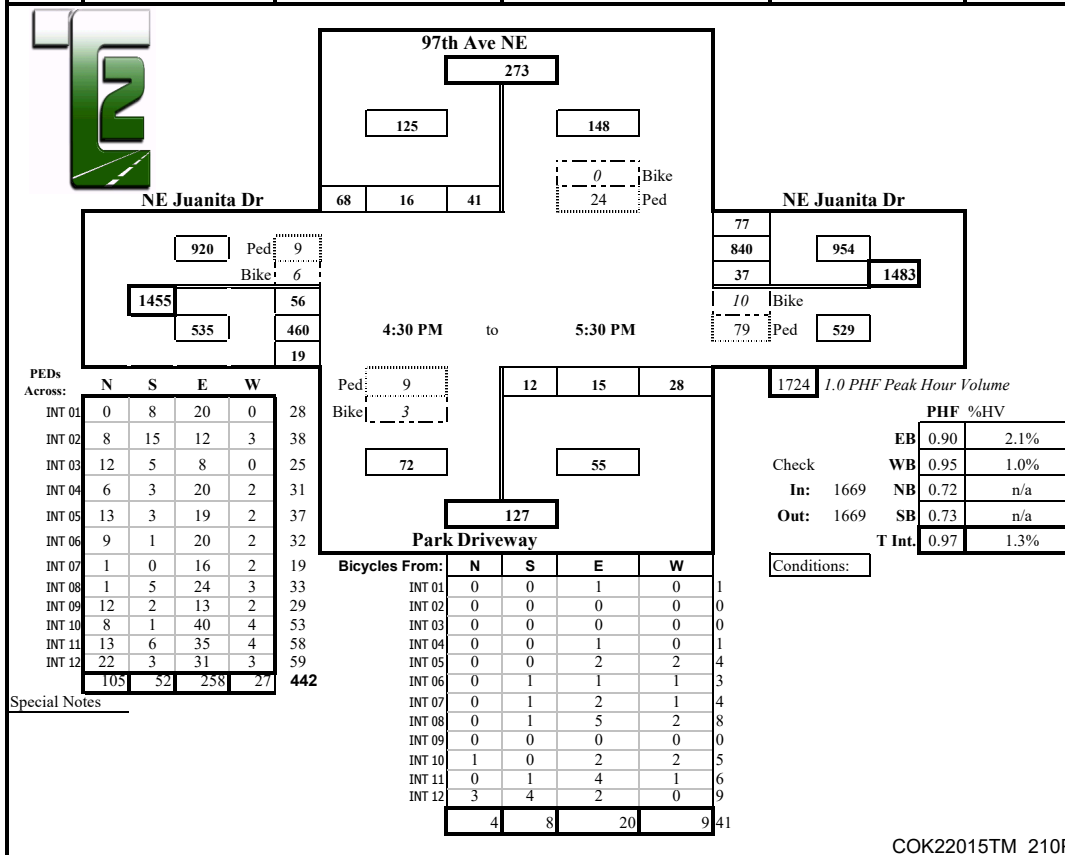 T2
97th Ave NE
273
125 148
0 Bike
24 Ped
NE Juanita Dr 68 16 41 NE Juanita Dr
77
920 Ped 9 840 954
Bike 6 37 1483
1455 56 10 Bike
535 460 4:30 PM to 5:30 PM 79 Ped 529
19
Ped 9 12 15 28 1724 1.0 PHF Peak Hour Volume
Bike 3
72 55
127
Park Driveway
PHF %HV
EB 0.90 2.1%
Check WB 0.95 1.0%
In: 1669 NB 0.72 n/a
Out: 1669 SB 0.73 n/a
T Int. 0.97 1.3%
Conditions:
PEDs
Across: N S E W
INT 01 0 8 20 0 28
INT 02 8 15 12 3 38
INT 03 12 5 8 0 25
INT 04 6 3 20 2 31
INT 05 13 3 19 2 37
INT 06 9 1 20 2 32
INT 07 1 0 16 2 19
INT 08 1 5 24 3 33
INT 09 12 2 13 2 29
INT 10 8 1 40 4 53
INT 11 13 6 35 4 58
INT 12 22 3 31 3 59
105 52 258 27 442
Special Notes
Bicycles From: N S E W
INT 01 0 0 1 0 1
INT 02 0 0 0 0 0
INT 03 0 0 0 0 0
INT 04 0 0 1 0 1
INT 05 0 0 2 2 4
INT 06 0 1 1 1 3
INT 07 0 1 2 1 4
INT 08 0 1 5 2 8
INT 09 0 0 0 0 0
INT 10 1 0 2 2 5
INT 11 0 1 4 1 6
INT 12 3 4 2 0 9
4 8 20 9 41
COK22015TM_210P